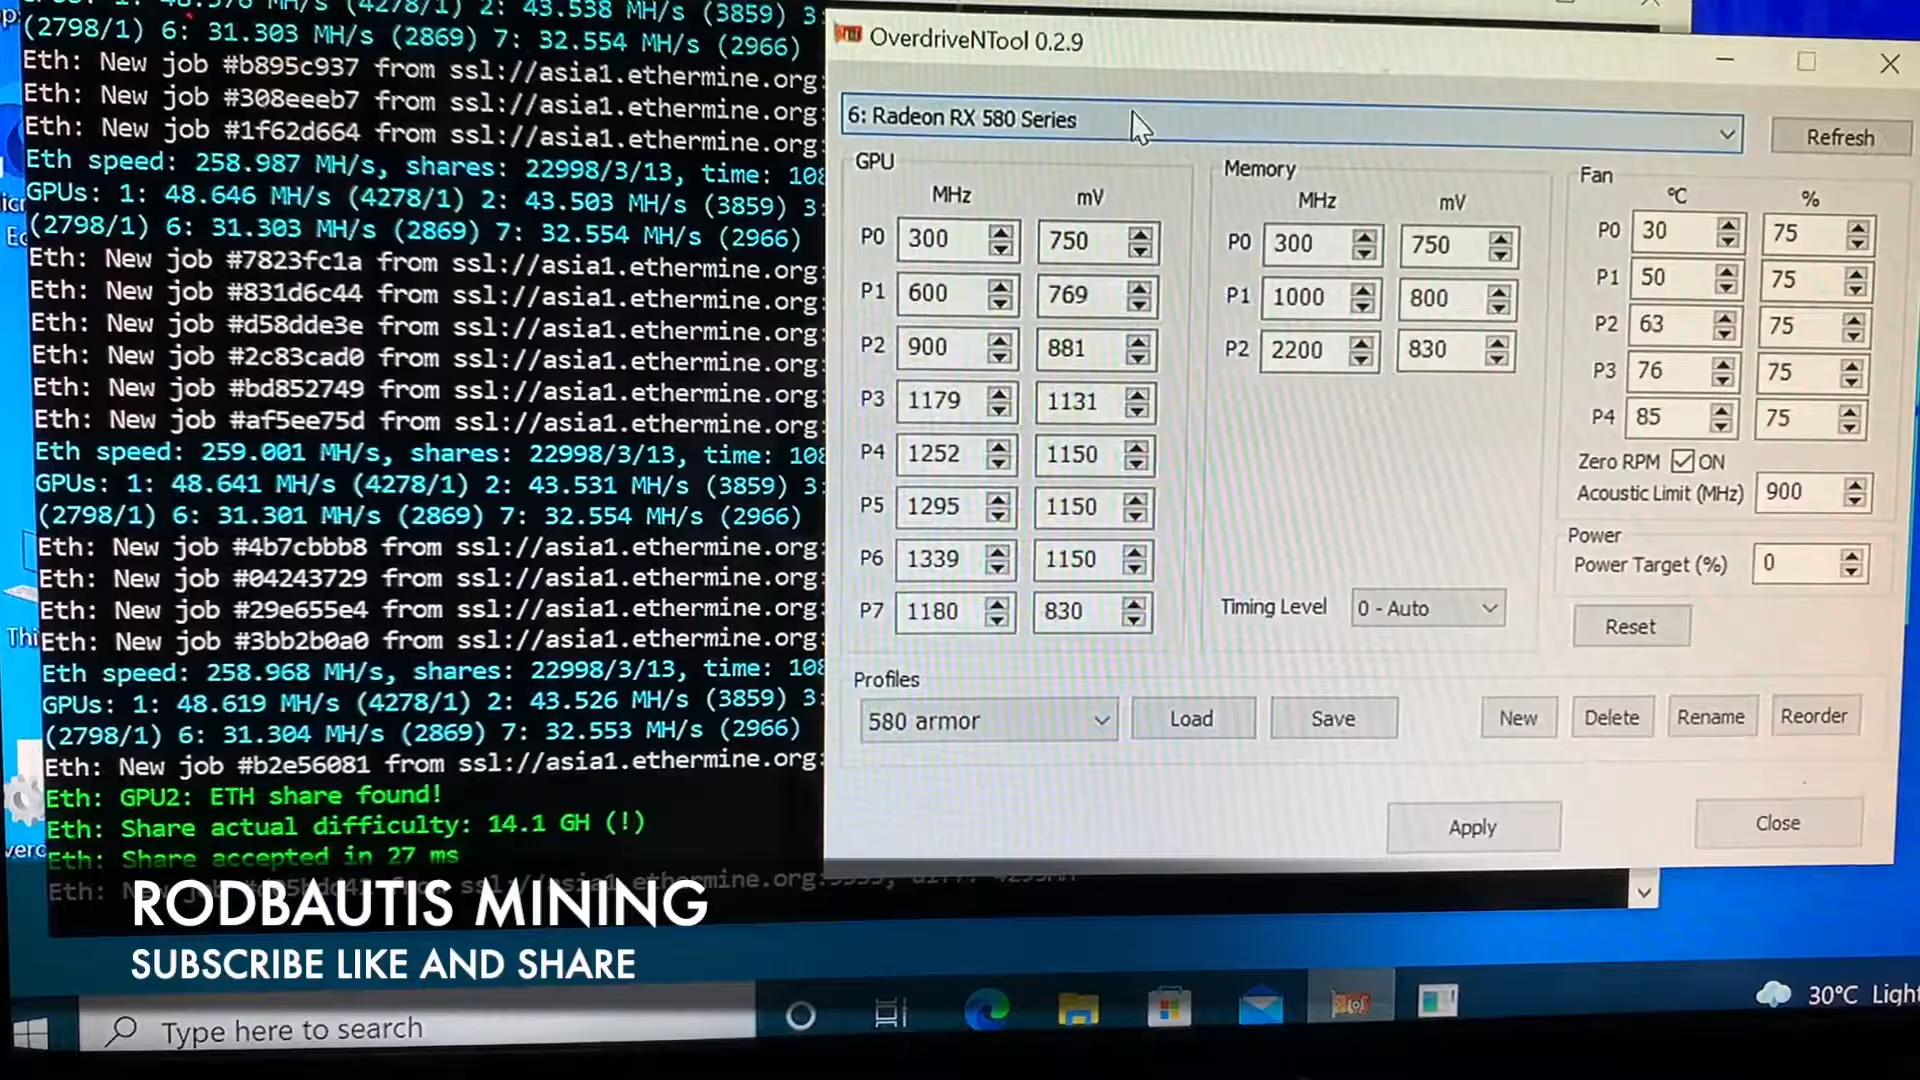 MH/s (4278/1) 2: 43.538 MH/s (3859) 3:
(2798/1) 6: 31.303 MH/s (2869) 7: 32.554 MH/s (2966)
Eth: New job #b895c937 from ssl://asia1.ethermine.org:
Eth: New job #308eeeb7 from ssl://asia1.ethermine.org:
Eth: New job #1f62d664 from ssl://asia1.ethermine.org:
Eth speed: 258.987 MH/s, shares: 22998/3/13, time: 108
GPUs: 1: 48.646 MH/s (4278/1) 2: 43.503 MH/s (3859) 3:
(2798/1) 6: 31.303 MH/s (2869) 7: 32.554 MH/s (2966)
Eth: New job #7823fc1a from ssl://asia1.ethermine.org:
Eth: New job #831d6c44 from ssl://asia1.ethermine.org:
Eth: New job #d58dde3e from ssl://asia1.ethermine.org:
Eth: New job #2c83cad0 from ssl://asia1.ethermine.org:
Eth: New job #bd852749 from ssl://asia1.ethermine.org:
Eth: New job #af5ee75d from ssl://asia1.ethermine.org:
Eth speed: 259.001 MH/s, shares: 22998/3/13, time: 108
GPUs: 1: 48.641 MH/s (4278/1) 2: 43.531 MH/s (3859) 3:
(2798/1) 6: 31.301 MH/s (2869) 7: 32.554 MH/s (2966)
Eth: New job #4b7cbbb8 from ssl://asia1.ethermine.org:
Eth: New job #04243729 from ssl://asia1.ethermine.org:
Eth: New job #29e655e4 from ssl://asia1.ethermine.org:
Eth: New job #3bb2b0a0 from ssl://asia1.ethermine.org:
Eth speed: 258.968 MH/s, shares: 22998/3/13, time: 108
GPUs: 1: 48.619 MH/s (4278/1) 2: 43.526 MH/s (3859) 3:
(2798/1) 6: 31.304 MH/s (2869) 7: 32.553 MH/s (2966)
Eth: New job #b2e56081 from ssl://asia1.ethermine.org:
Eth: GPU2: ETH share found!
Eth: Share actual difficulty: 14.1 GH (!)
Eth: Share accepted in 27 ms
Eth:
OverdriveNTool 0.2.9
6: Radeon RX 580 Series
Refresh
GPU
MHz mV
P0 300 750
P1 600 769
P2 900 881
P3 1179 1131
P4 1252 1150
P5 1295 1150
P6 1339 1150
P7 1180 830
Memory
MHz mV
P0 300 750
P1 1000 800
P2 2200 830
Timing Level 0 - Auto
Fan
°C %
P0 30 75
P1 50 75
P2 63 75
P3 76 75
P4 85 75
Zero RPM ON
Acoustic Limit (MHz) 900
Power
Power Target (%) 0
Reset
Profiles
580 armor Load Save New Delete Rename Reorder
Apply Close
RODBAUTIS MINING
SUBSCRIBE LIKE AND SHARE
Type here to search
30°C Light